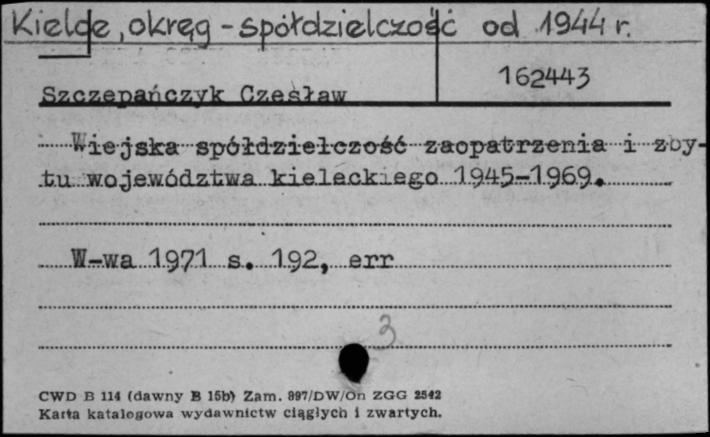 Kielce, okręg - spółdzielczość od 1944 r.
162443
Szczepańczyk Czesław
Wiejska spółdzielczość zaopatrzenia i zby-
tu województwa kieleckiego 1945-1969.
W-wa 1971 s. 192, err
3
CWD B 114 (dawny B 15b) Zam. 897/DW/On ZGG 2542
Karta katalogowa wydawnictw ciągłych i zwartych.